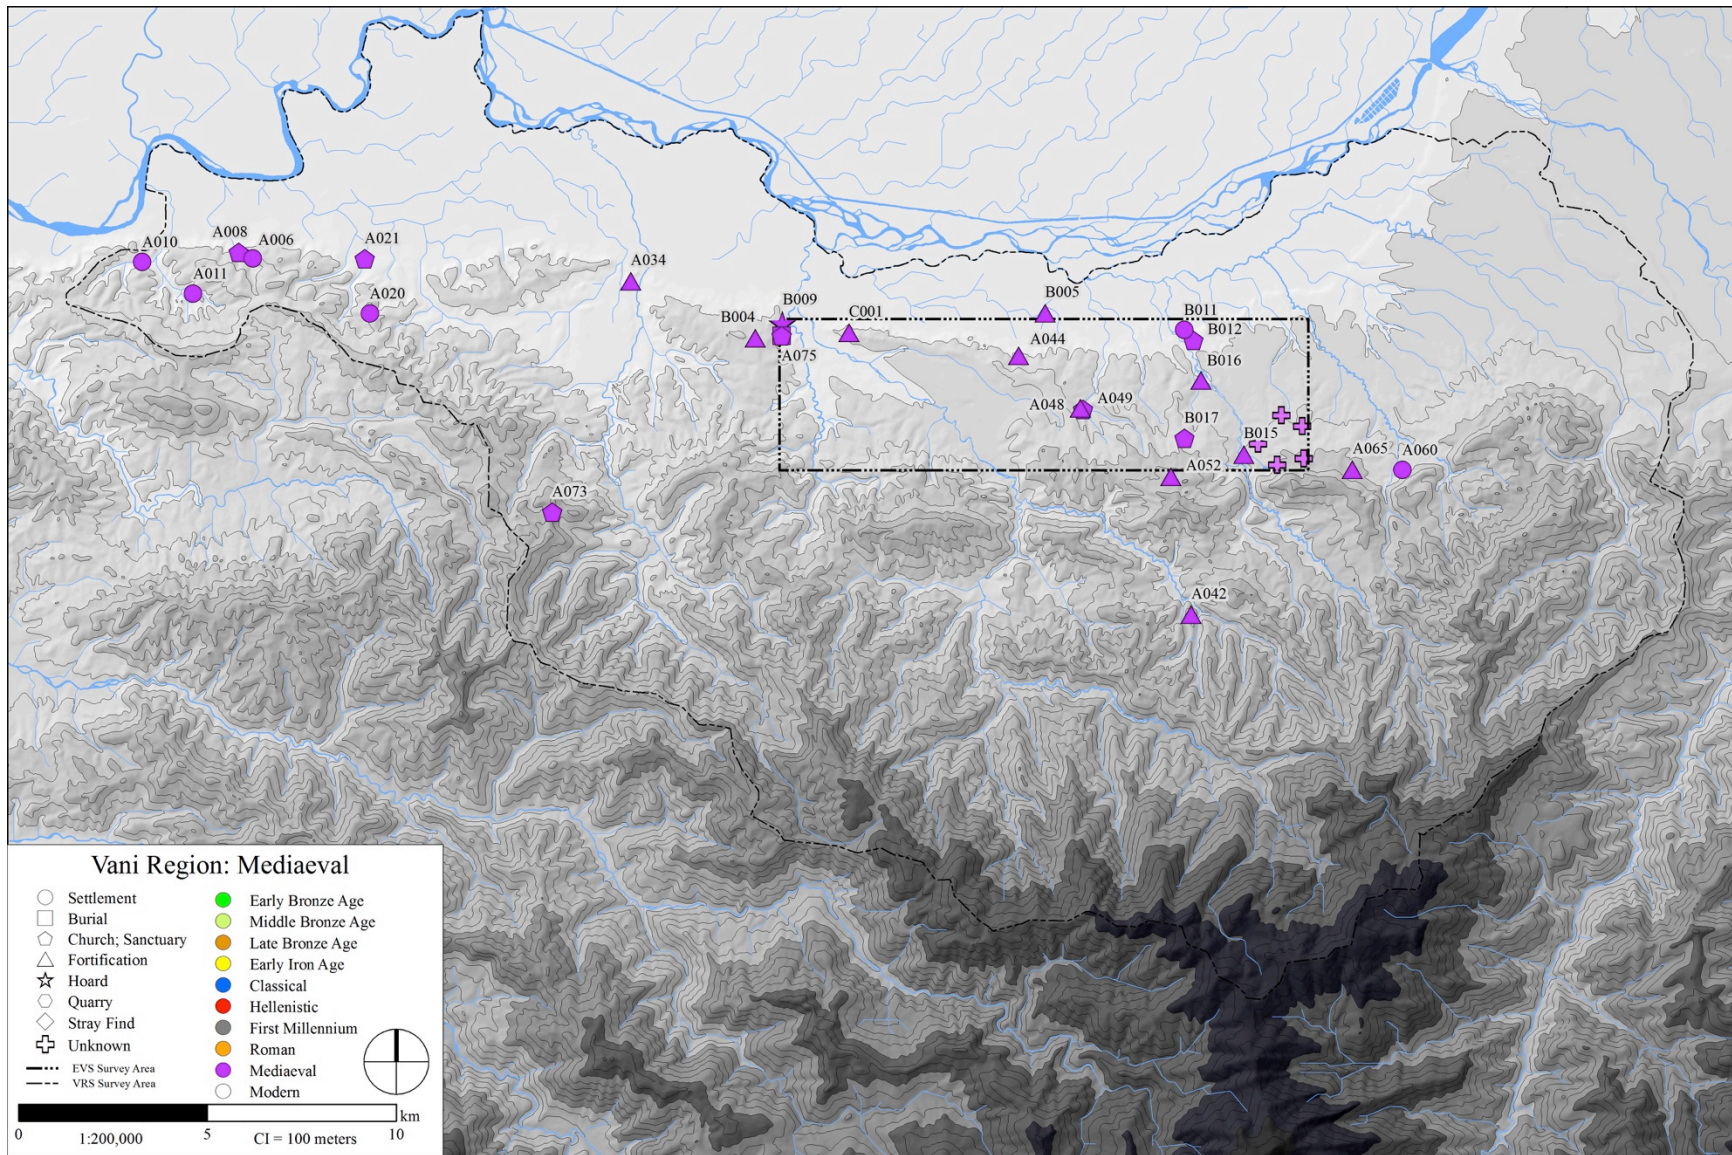 A008
A006
A010
A021
A011
A020
A034
B009
B004
C001
A075
B005
A044
B011
B012
B016
A048
A049
B017
B015
A052
A065
A060
A073
A042
Vani Region: Mediaeval
Settlement
Burial
Church; Sanctuary
Fortification
Hoard
Quarry
Stray Find
Unknown
EVS Survey Area
VRS Survey Area
Early Bronze Age
Middle Bronze Age
Late Bronze Age
Early Iron Age
Classical
Hellenistic
First Millennium
Roman
Mediaeval
Modern
km
0 1:200,000 5 CI = 100 meters 10